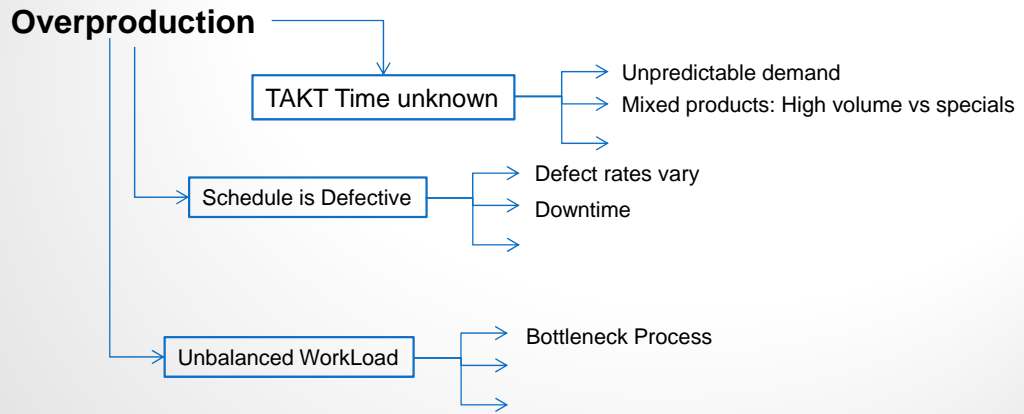 Overproduction
TAKT Time unknown
Unpredictable demand
Mixed products: High volume vs specials
Schedule is Defective
Defect rates vary
Downtime
Unbalanced WorkLoad
Bottleneck Process